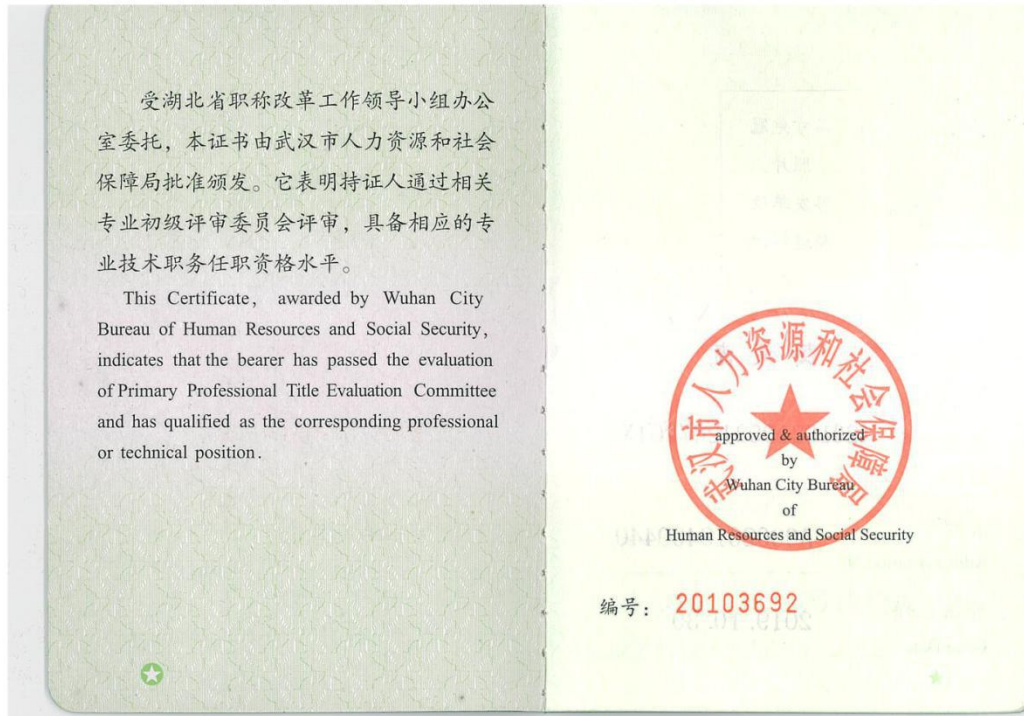 受湖北省职称改革工作领导小组办公
室委托，本证书由武汉市人力资源和社会
保障局批准颁发。它表明持证人通过相关
专业初级评审委员会评审，具备相应的专
业技术职务任职资格水平。
This Certificate, awarded by Wuhan City
Bureau of Human Resources and Social Security,
indicates that the bearer has passed the evaluation
of Primary Professional Title Evaluation Committee
and has qualified as the corresponding professional
or technical position.
武汉市人力资源和社会保障局
approved & authorized
by
Wuhan City Bureau
of
Human Resources and Social Security
编号： 20103692